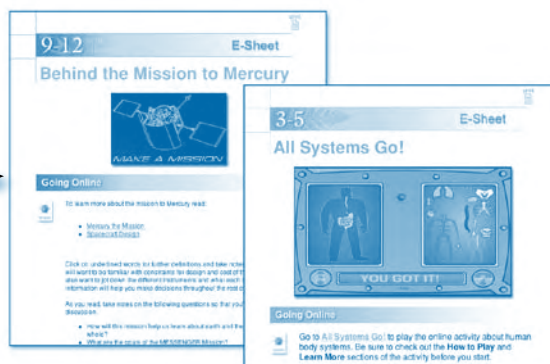 9-12
E-Sheet
Behind the Mission to Mercury
MAKE A MISSION
Going Online
To learn more about the mission to Mercury read:
• Mercury the Mission
• Spacecraft Design
Click on underlined words for further definitions and take notes
will want to be familiar with constraints for design and cost of th
also want to jot down the different instruments and what each
information will help you make decisions throughout the rest of
As you read, take notes on the following questions so that you'
discussion.
• How will this mission help us learn about earth and the
whole?
• What are the goals of the MESSENGER Mission?
3-5
E-Sheet
All Systems Go!
YOU GOT IT!
Going Online
Go to All Systems Go! to play the online activity about human
body systems. Be sure to check out the How to Play and
Learn More sections of the activity before you start.